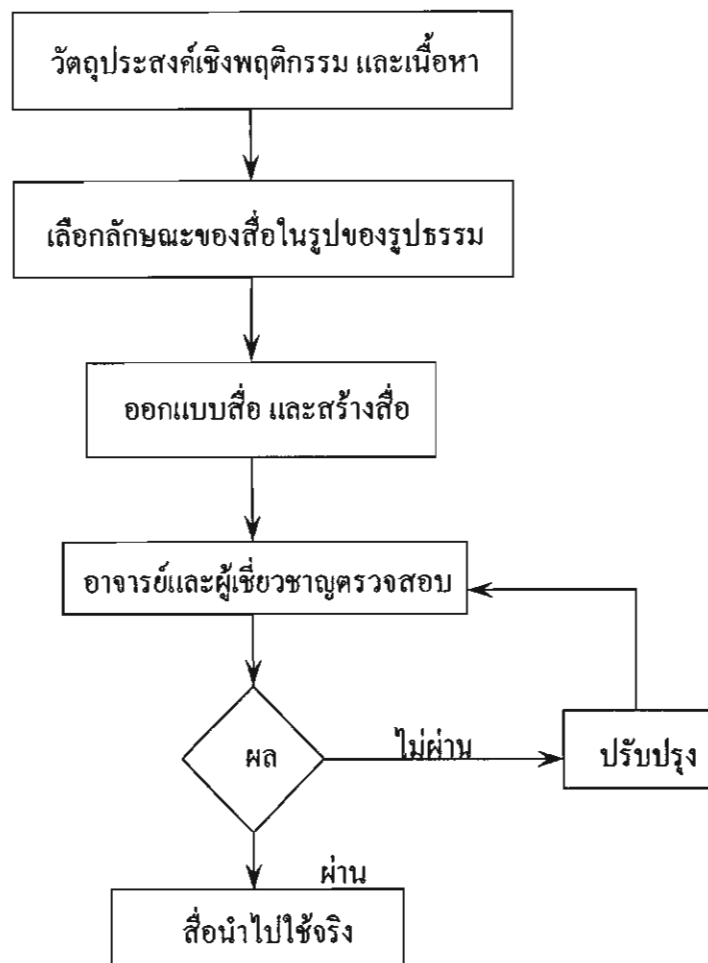 วัตถุประสงค์เชิงพฤติกรรม และเนื้อหา
เลือกลักษณะของสื่อในรูปของรูปธรรม
ออกแบบสื่อ และสร้างสื่อ
อาจารย์และผู้เชี่ยวชาญตรวจสอบ
ผล
ไม่ผ่าน
ปรับปรุง
ผ่าน
สื่อนำไปใช้จริง